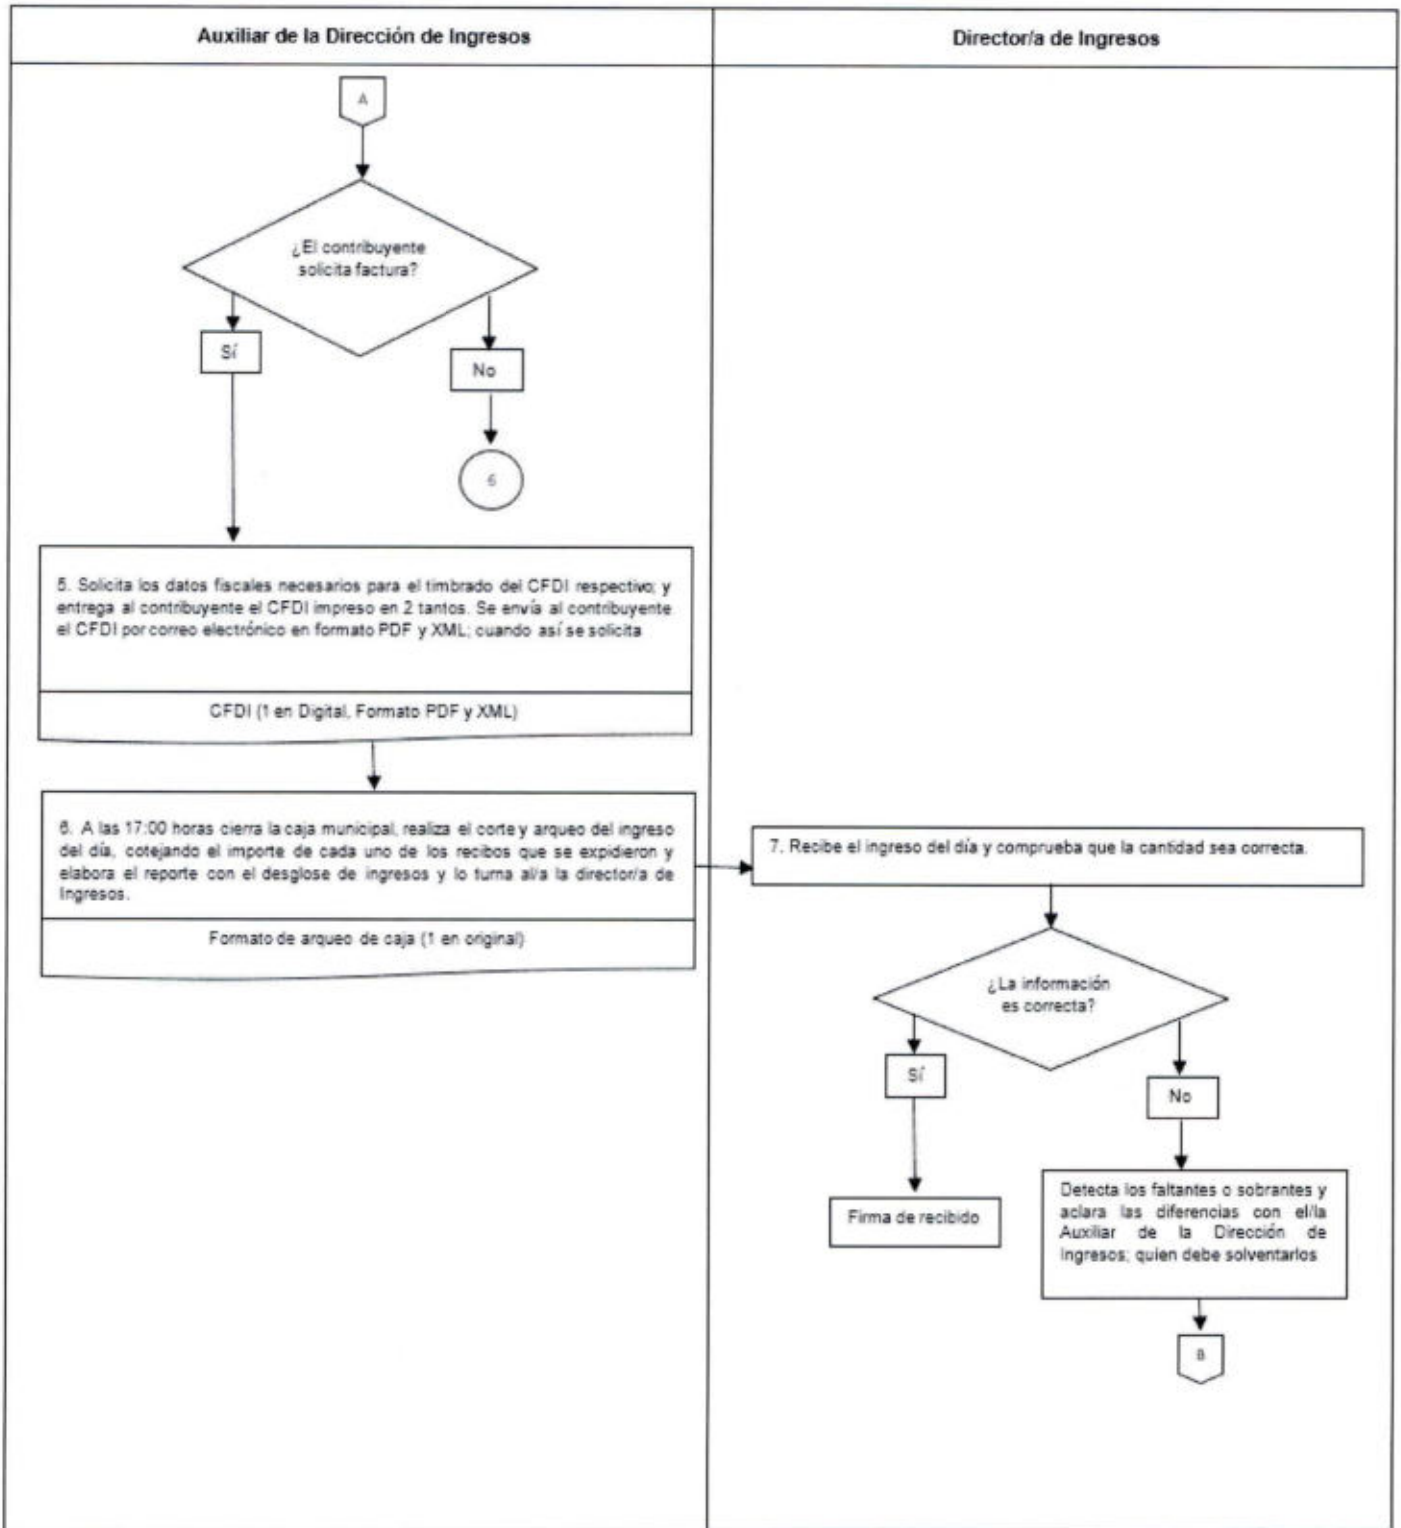 Auxiliar de la Dirección de Ingresos
Director/a de Ingresos
A
¿El contribuyente
solicita factura?
Sí
No
6
5. Solicita los datos fiscales necesarios para el timbrado del CFDI respectivo; y
entrega al contribuyente el CFDI impreso en 2 tantos. Se envía al contribuyente
el CFDI por correo electrónico en formato PDF y XML; cuando así se solicita
CFDI (1 en Digital, Formato PDF y XML)
6. A las 17:00 horas cierra la caja municipal, realiza el corte y arqueo del ingreso
del día, cotejando el importe de cada uno de los recibos que se expidieron y
elabora el reporte con el desglose de ingresos y lo turna al/a la director/a de
Ingresos.
Formato de arqueo de caja (1 en original)
7. Recibe el ingreso del día y comprueba que la cantidad sea correcta.
¿La información
es correcta?
Sí
No
Firma de recibido
Detecta los faltantes o sobrantes y
aclara las diferencias con el/la
Auxiliar de la Dirección de
Ingresos; quien debe solventarlos
B